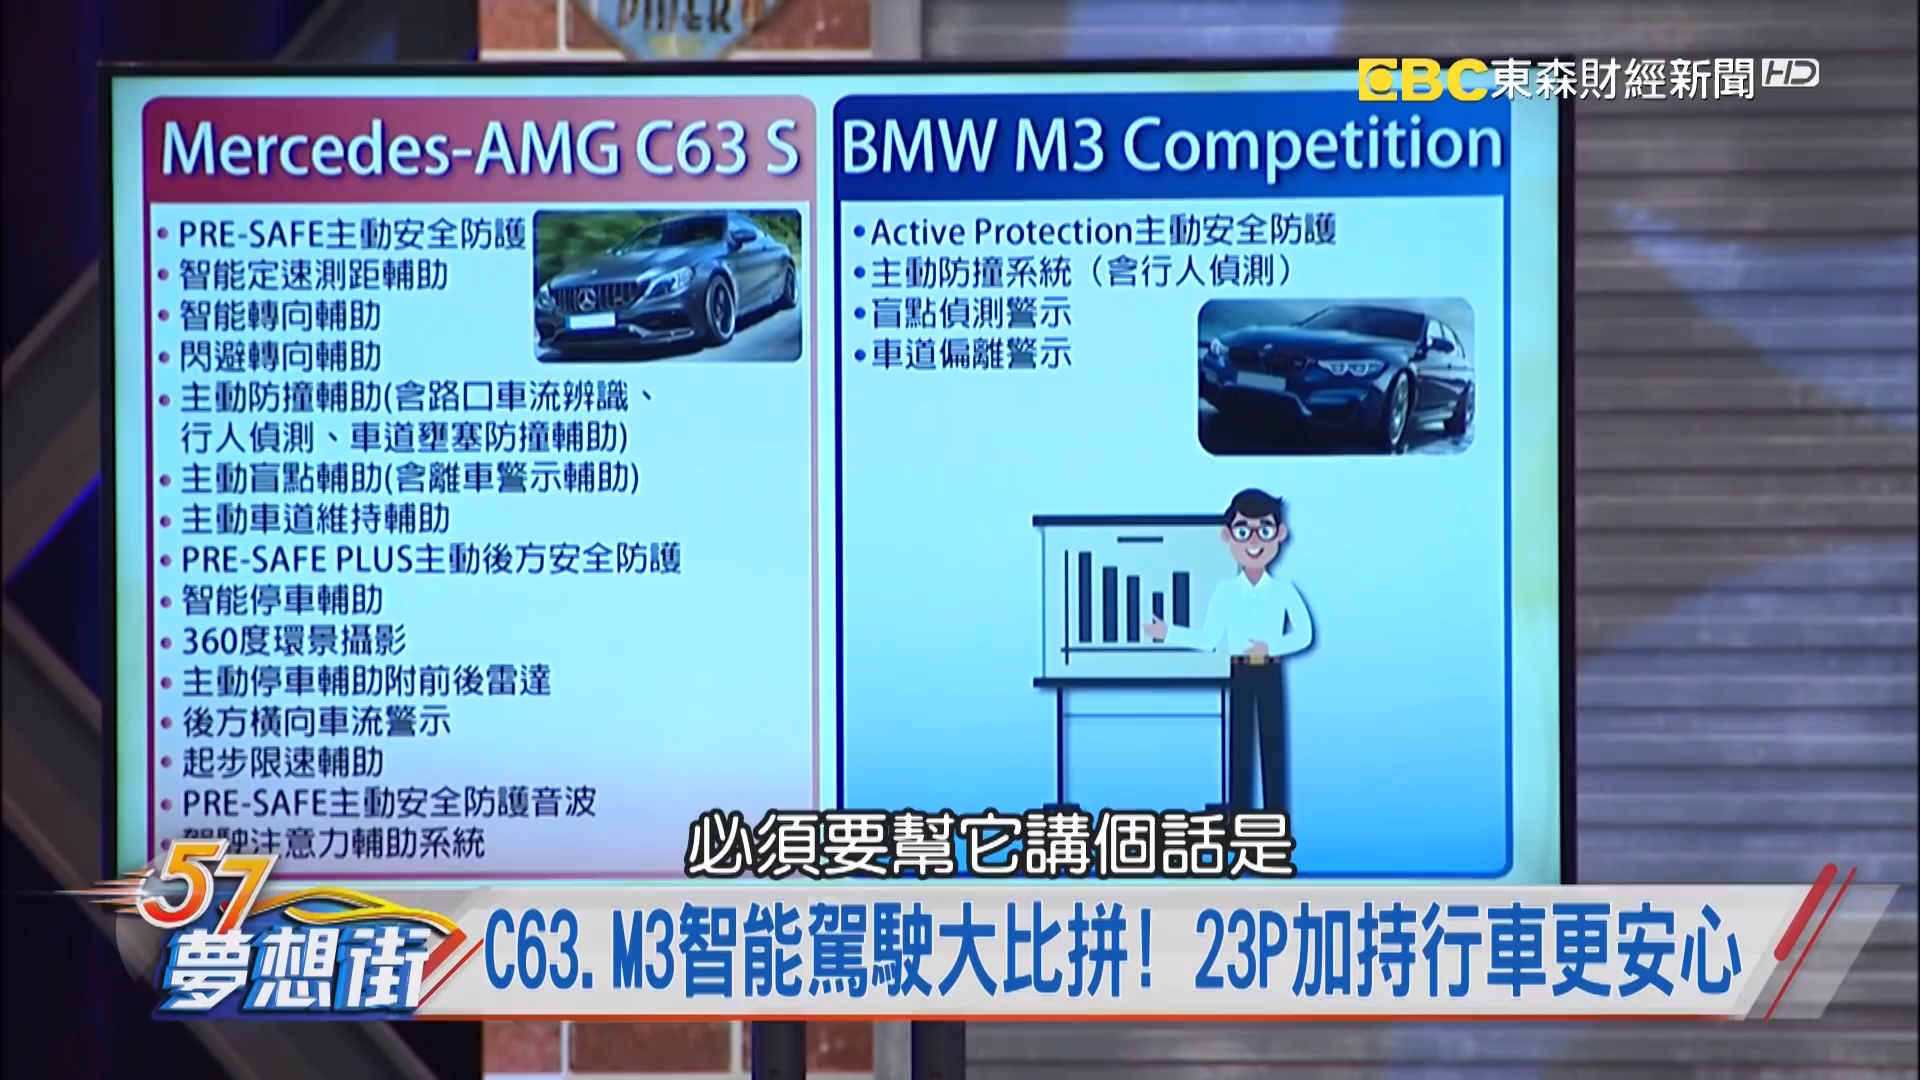 DINER
EBC東森財經新聞HD
Mercedes-AMG C63 S
•PRE-SAFE主動安全防護
•智能定速測距輔助
•智能轉向輔助
•閃避轉向輔助
•主動防撞輔助(含路口車流辨識、
行人偵測、車道壅塞防撞輔助)
•主動盲點輔助(含離車警示輔助)
•主動車道維持輔助
•PRE-SAFE PLUS主動後方安全防護
•智能停車輔助
•360度環景攝影
•主動停車輔助附前後雷達
•後方橫向車流警示
•起步限速輔助
•PRE-SAFE主動安全防護音波
駕駛注意力輔助系統
BMW M3 Competition
•Active Protection主動安全防護
•主動防撞系統（含行人偵測）
•盲點偵測警示
•車道偏離警示
必須要幫它講個話是
57夢想街
C63.M3智能駕駛大比拼! 23P加持行車更安心